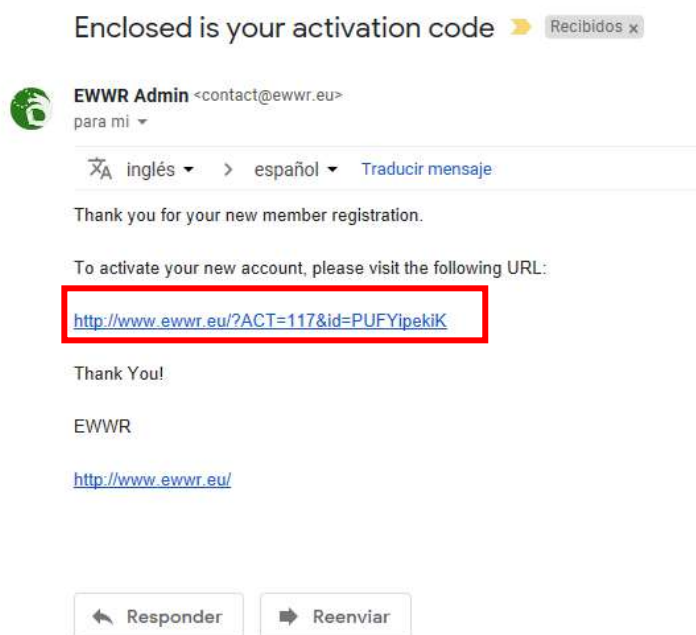 Enclosed is your activation code Recibidos x
EWWR Admin <contact@ewwr.eu>
para mi
inglés > español Traducir mensaje
Thank you for your new member registration.
To activate your new account, please visit the following URL:
http://www.ewwr.eu/?ACT=117&id=PUFYipekiK
Thank You!
EWWR
http://www.ewwr.eu/
Responder Reenviar